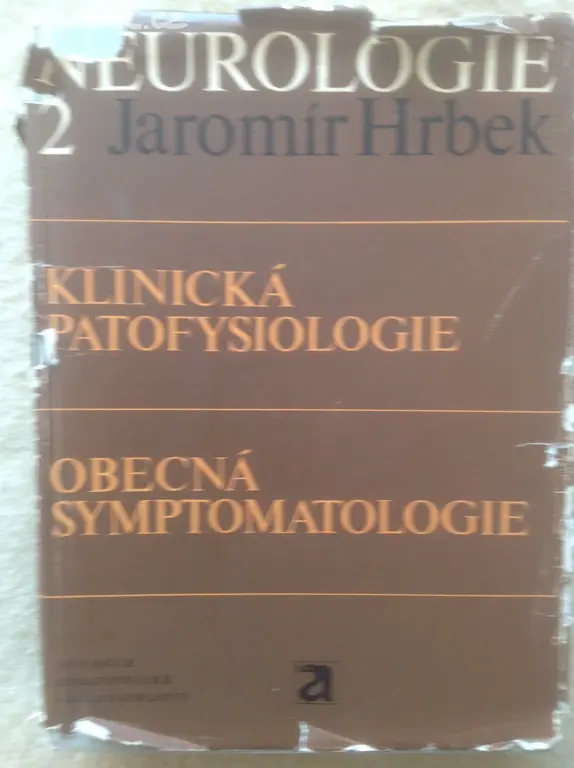 NEUROLOGIE
2 Jaromír Hrbek
KLINICKÁ
PATOFYSIOLOGIE
OBECNÁ
SYMPTOMATOLOGIE
a